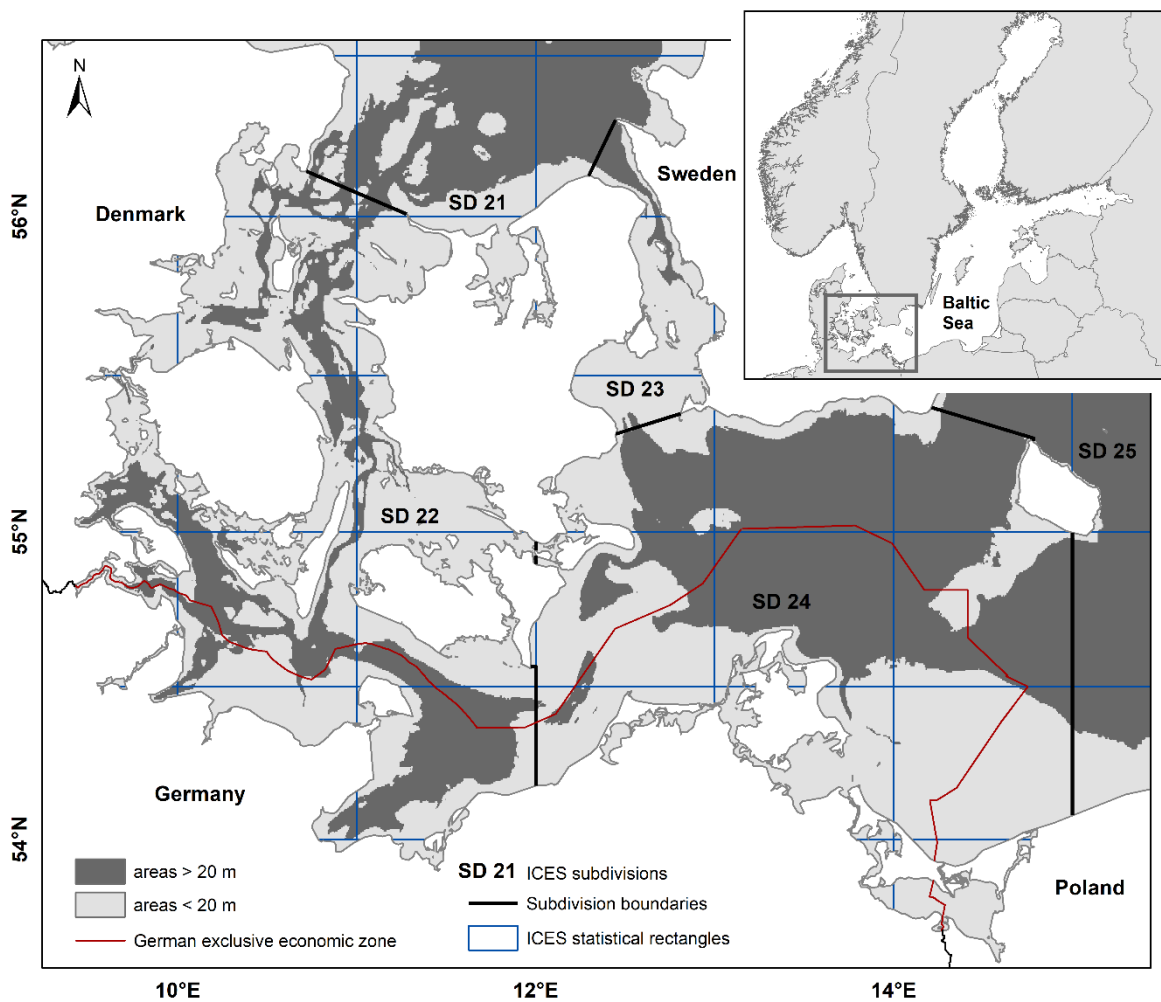 N
Denmark
Sweden
SD 21
SD 23
SD 22
SD 25
SD 24
Germany
Poland
Baltic
Sea
56°N
55°N
54°N
10°E
12°E
14°E
areas > 20 m
areas < 20 m
German exclusive economic zone
SD 21 ICES subdivisions
Subdivision boundaries
ICES statistical rectangles